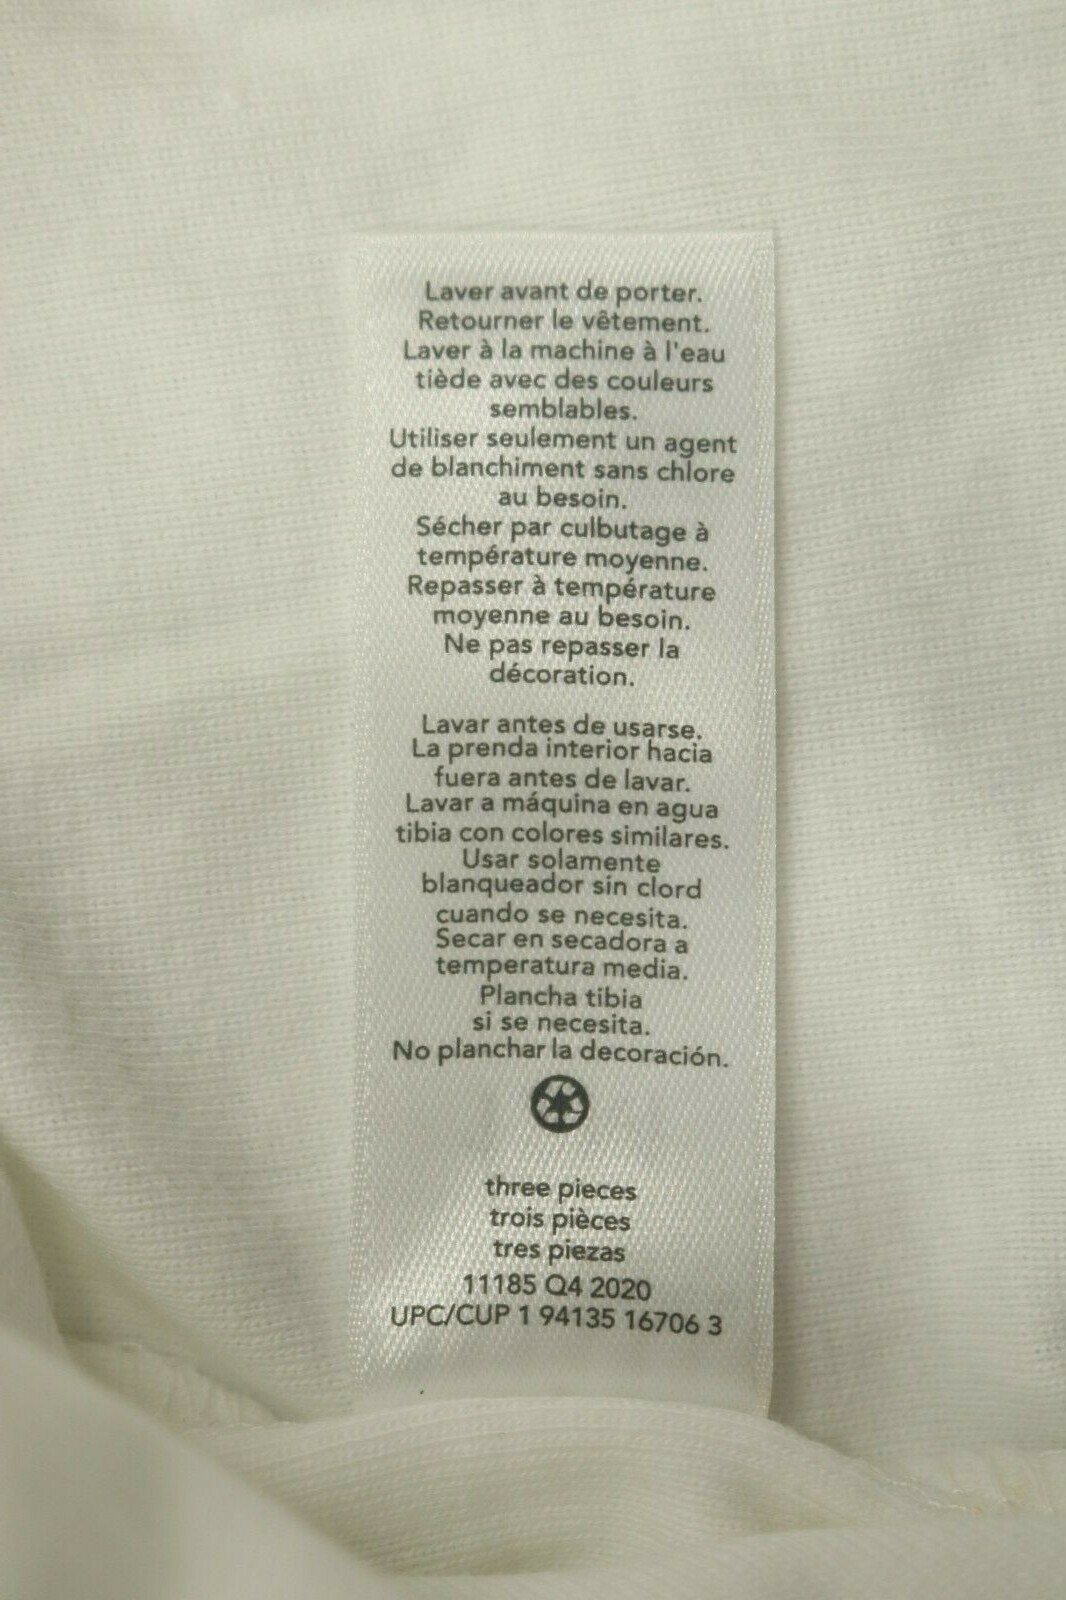 Laver avant de porter.
Retourner le vêtement.
Laver à la machine à l'eau
tiède avec des couleurs
semblables.
Utiliser seulement un agent
de blanchiment sans chlore
au besoin.
Sécher par culbutage à
température moyenne.
Repasser à température
moyenne au besoin.
Ne pas repasser la
décoration.
Lavar antes de usarse.
La prenda interior hacia
fuera antes de lavar.
Lavar a máquina en agua
tibia con colores similares.
Usar solamente
blanqueador sin clord
cuando se necesita.
Secar en secadora a
temperatura media.
Plancha tibia
si se necesita.
No planchar la decoración.
three pieces
trois pièces
tres piezas
11185 Q4 2020
UPC/CUP 1 94135 16706 3